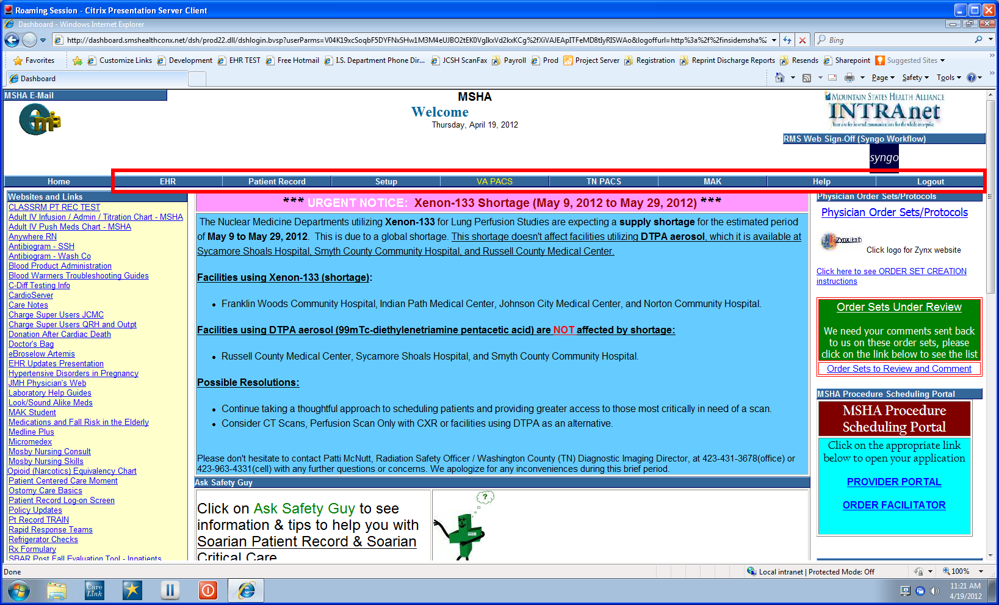 Roaming Session - Citrix Presentation Server Client
Dashboard - Windows Internet Explorer
http://dashboard.smshealthconx.net/dsh/prod22.dll/dshlogin.bvsp?userParms=V04K19xcSoqbF5DYFNxSHw1M3M4eUJBO2tEK0VgIkxVd2kxKCg%2fXiVAJEApITFeMD8tIyRISWAo&logoffurl=http%3a%2f%2finsidemsha%2
Bing
Favorites
Customize Links
Development
EHR TEST
Free Hotmail
I.S. Department Phone Dir...
JCSH ScanFax
Payroll
Prod
Project Server
Registration
Reprint Discharge Reports
Resends
Sharepoint
Suggested Sites
Dashboard
Page
Safety
Tools
MSHA E-Mail
MSHA
Welcome
Thursday, April 19, 2012
MOUNTAIN STATES HEALTH ALLIANCE
INTRAnet
Your site for internal communications for the whole enterprise
RMS Web Sign-Off (Syngo Workflow)
syngo
Home
EHR
Patient Record
Setup
VA PACS
TN PACS
MAK
Help
Logout
Websites and Links
CLASSRM PT REC TEST
Adult IV Infusion / Admin / Titration Chart - MSHA
Adult IV Push Meds Chart - MSHA
Anywhere RN
Antibiogram - SSH
Antibiogram - Wash Co
Blood Product Administration
Blood Warmers Troubleshooting Guides
C-Diff Testing Info
CardioServer
Care Notes
Charge Super Users JCMC
Charge Super Users QRH and Outpt
Donation After Cardiac Death
Doctor's Bag
eBroselow Artemis
EHR Updates Presentation
Hypertensive Disorders in Pregnancy
JMH Physician's Web
Laboratory Help Guides
Look/Sound Alike Meds
MAK Student
Medications and Fall Risk in the Elderly
Medline Plus
Micromedex
Mosby Nursing Consult
Mosby Nursing Skills
Opioid (Narcotics) Equivalency Chart
Patient Centered Care Moment
Ostomy Care Basics
Patient Record Log-on Screen
Policy Updates
Pt Record TRAIN
Rapid Response Teams
Refrigerator Checks
Rx Formulary
SBAR Post Fall Evaluation Tool - Inpatients
*** URGENT NOTICE: Xenon-133 Shortage (May 9, 2012 to May 29, 2012) ***
The Nuclear Medicine Departments utilizing Xenon-133 for Lung Perfusion Studies are expecting a supply shortage for the estimated period
of May 9 to May 29, 2012. This is due to a global shortage. This shortage doesn't affect facilities utilizing DTPA aerosol, which it is available at
Sycamore Shoals Hospital, Smyth County Community Hospital, and Russell County Medical Center.
Facilities using Xenon-133 (shortage):
• Franklin Woods Community Hospital, Indian Path Medical Center, Johnson City Medical Center, and Norton Community Hospital.
Facilities using DTPA aerosol (99mTc-diethylenetriamine pentacetic acid) are NOT affected by shortage:
• Russell County Medical Center, Sycamore Shoals Hospital, and Smyth County Community Hospital.
Possible Resolutions:
• Continue taking a thoughtful approach to scheduling patients and providing greater access to those most critically in need of a scan.
• Consider CT Scans, Perfusion Scan Only with CXR or facilities using DTPA as an alternative.
Please don't hesitate to contact Patti McNutt, Radiation Safety Officer / Washington County (TN) Diagnostic Imaging Director, at 423-431-3678(office) or
423-963-4331(cell) with any further questions or concerns. We apologize for any inconveniences during this brief period.
Ask Safety Guy
Click on Ask Safety Guy to see
information & tips to help you with
Soarian Patient Record & Soarian
Critical Care
?
Physician Order Sets/Protocols
Physician Order Sets/Protocols
ZynxHealth
Click logo for Zynx website
Click here to see ORDER SET CREATION
instructions
Order Sets Under Review
We need your comments sent back
to us on these order sets, please
click on the link below to see the list
Order Sets to Review and Comment
MSHA Procedure Scheduling Portal
MSHA Procedure
Scheduling Portal
Click on the appropriate link
below to open your application
PROVIDER PORTAL
ORDER FACILITATOR
Done
Local intranet | Protected Mode: Off
100%
Care
Link
11:21 AM
4/19/2012